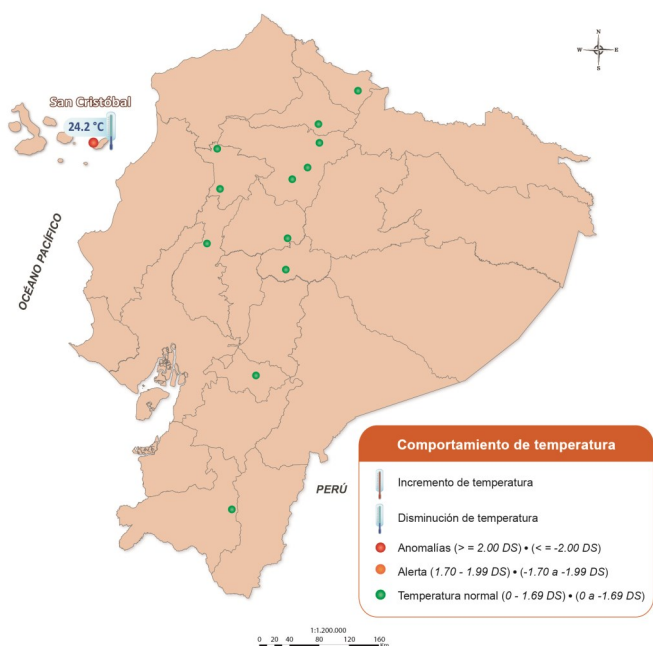 N
W E
S
San Cristóbal
24.2 °C
OCÉANO PACÍFICO
PERÚ
Comportamiento de temperatura
Incremento de temperatura
Disminución de temperatura
Anomalías (> = 2.00 DS) • (< = -2.00 DS)
Alerta (1.70 - 1.99 DS) • (-1.70 a -1.99 DS)
Temperatura normal (0 - 1.69 DS) • (0 a -1.69 DS)
1:1.200.000
0 20 40 80 120 160
Km